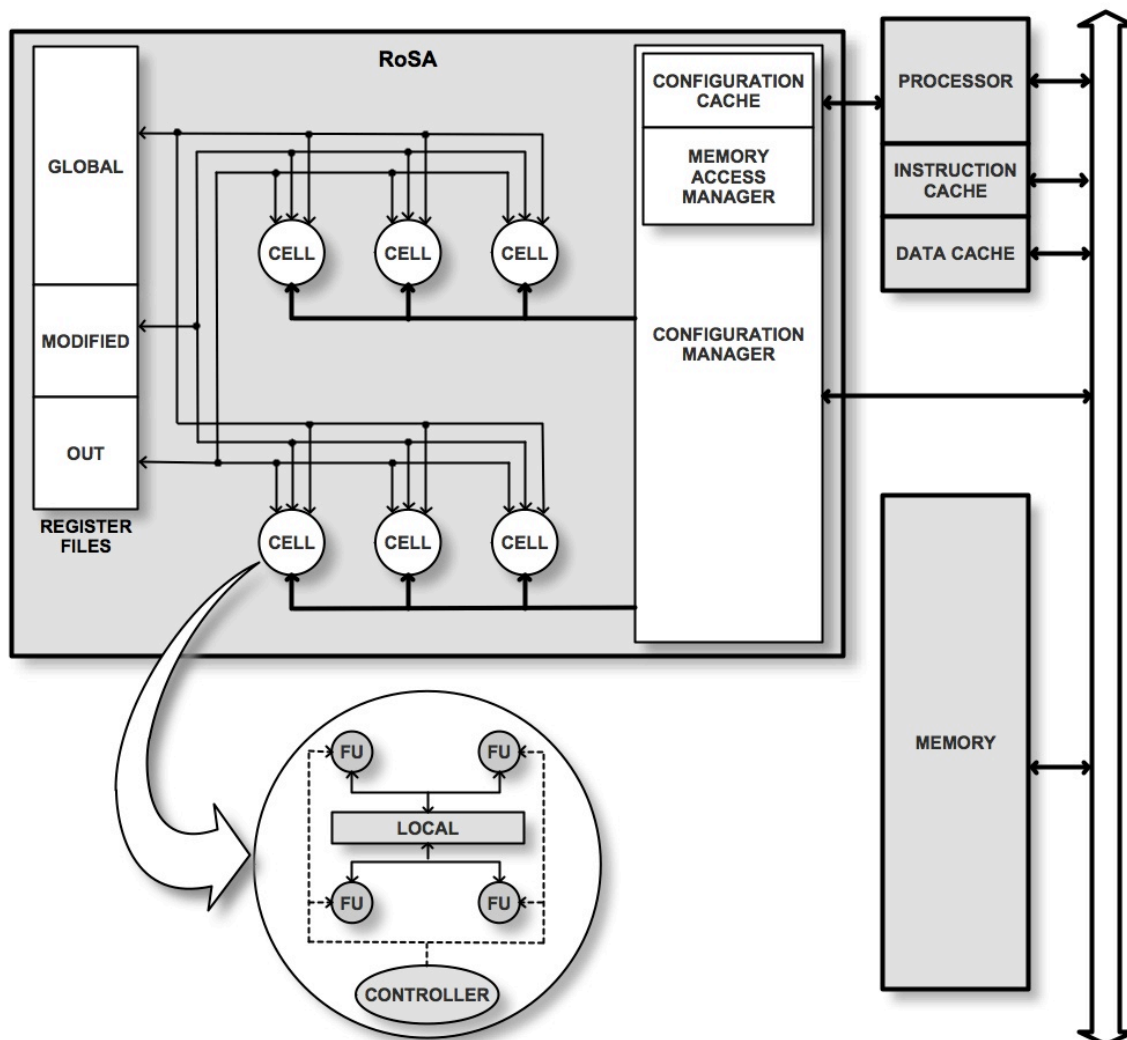 RoSA
GLOBAL
MODIFIED
OUT
REGISTER
FILES
CELL
CELL
CELL
CELL
CELL
CELL
CONFIGURATION
CACHE
MEMORY
ACCESS
MANAGER
CONFIGURATION
MANAGER
PROCESSOR
INSTRUCTION
CACHE
DATA CACHE
MEMORY
FU
FU
LOCAL
FU
FU
CONTROLLER